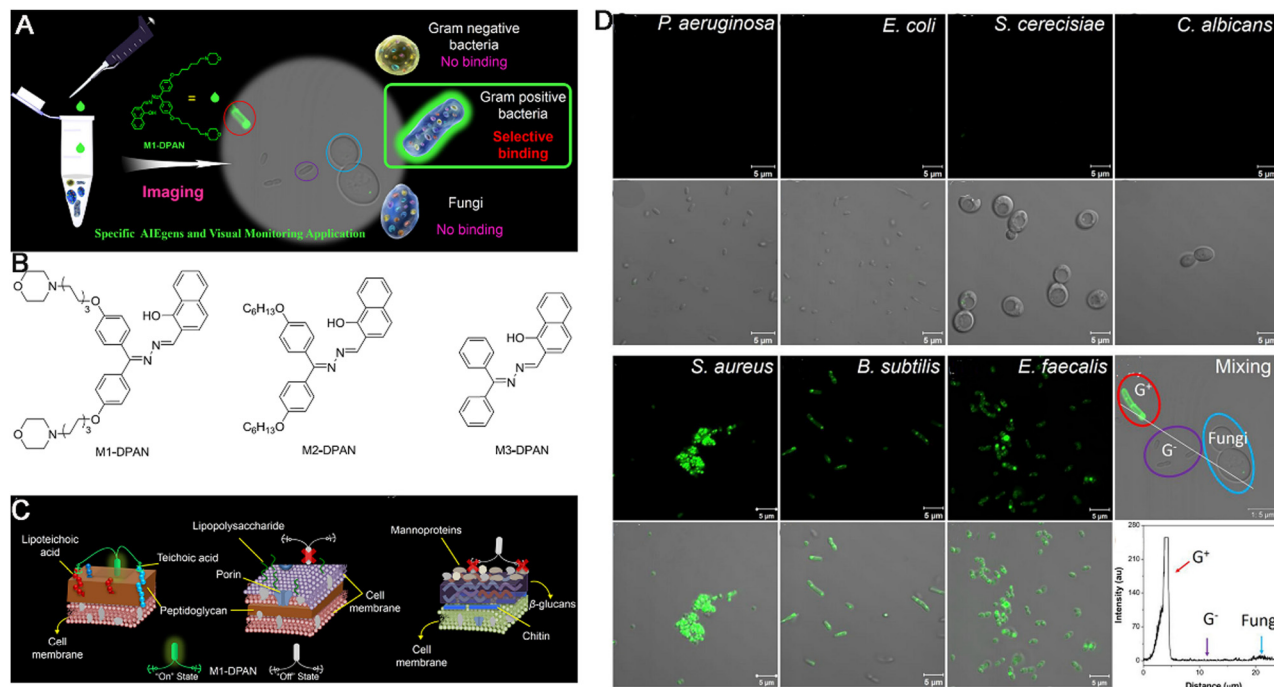 A
Gram negative
bacteria
No binding
M1-DPAN
Gram positive
bacteria
Selective
binding
Imaging
Fungi
No binding
Specific AIEgens and Visual Monitoring Application
B
O
N
3
O
HO
N
N
O
3
N
O
M1-DPAN
C6H13O
HO
N
N
C6H13O
M2-DPAN
HO
N
N
M3-DPAN
C
Lipoteichoic
acid
Teichoic acid
Peptidoglycan
Cell
membrane
Lipopolysaccharide
Porin
Cell
membrane
Mannoproteins
β-glucans
Chitin
Cell
membrane
"On" State
M1-DPAN
"Off" State
D
P. aeruginosa
E. coli
S. cerecisiae
C. albicans
5 µm
5 µm
5 µm
5 µm
5 µm
5 µm
5 µm
5 µm
S. aureus
B. subtilis
E. faecalis
Mixing
G+
G-
Fungi
5 µm
5 µm
5 µm
1: 5 µm
5 µm
5 µm
5 µm
Intensity (au)
280
210
140
70
0
G+
G-
Fungi
0
5
10
15
20
Distance (µm)